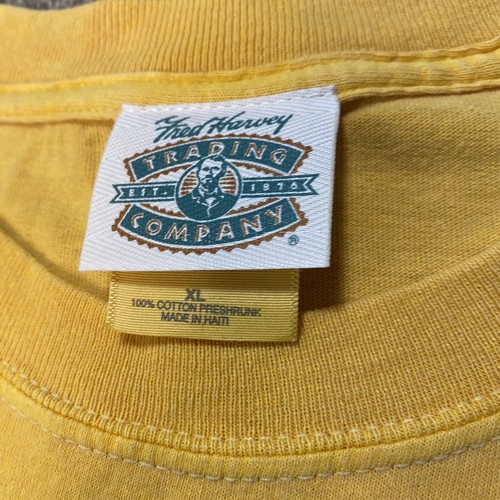 Fred Harvey
TRADING
EST. 1876
COMPANY
®
XL
100% COTTON PRESHRUNK
MADE IN HAITI